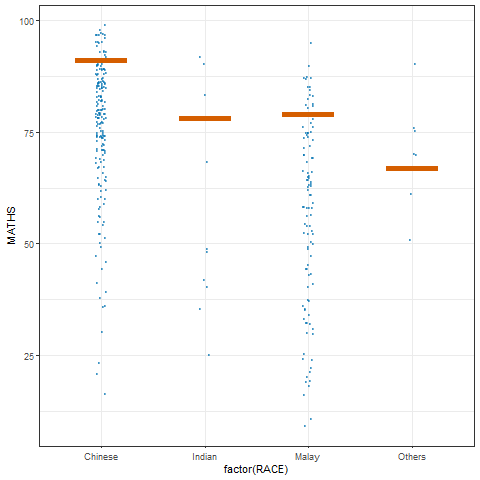 100
75
50
25
MATHS
Chinese
Indian
Malay
Others
factor(RACE)